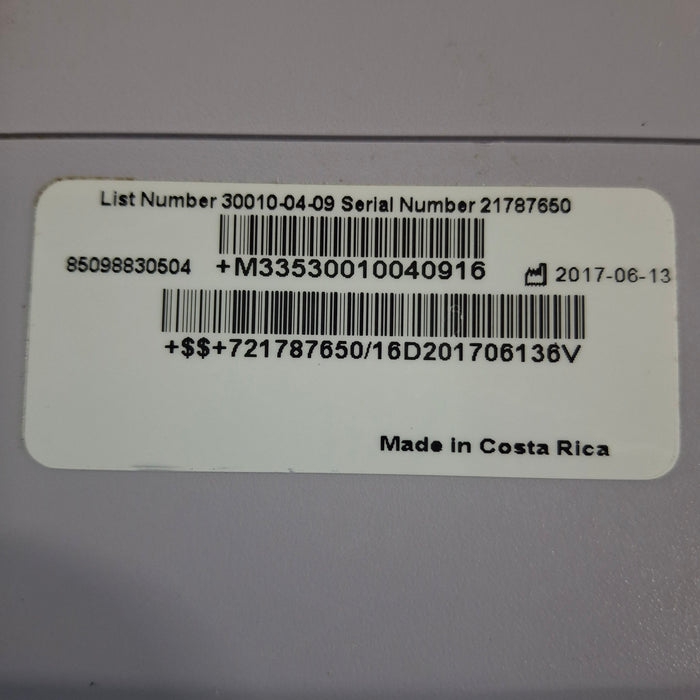 List Number 30010-04-09 Serial Number 21787650
85098830504 +M33530010040916 2017-06-13
+$$+721787650/16D201706136V
Made in Costa Rica